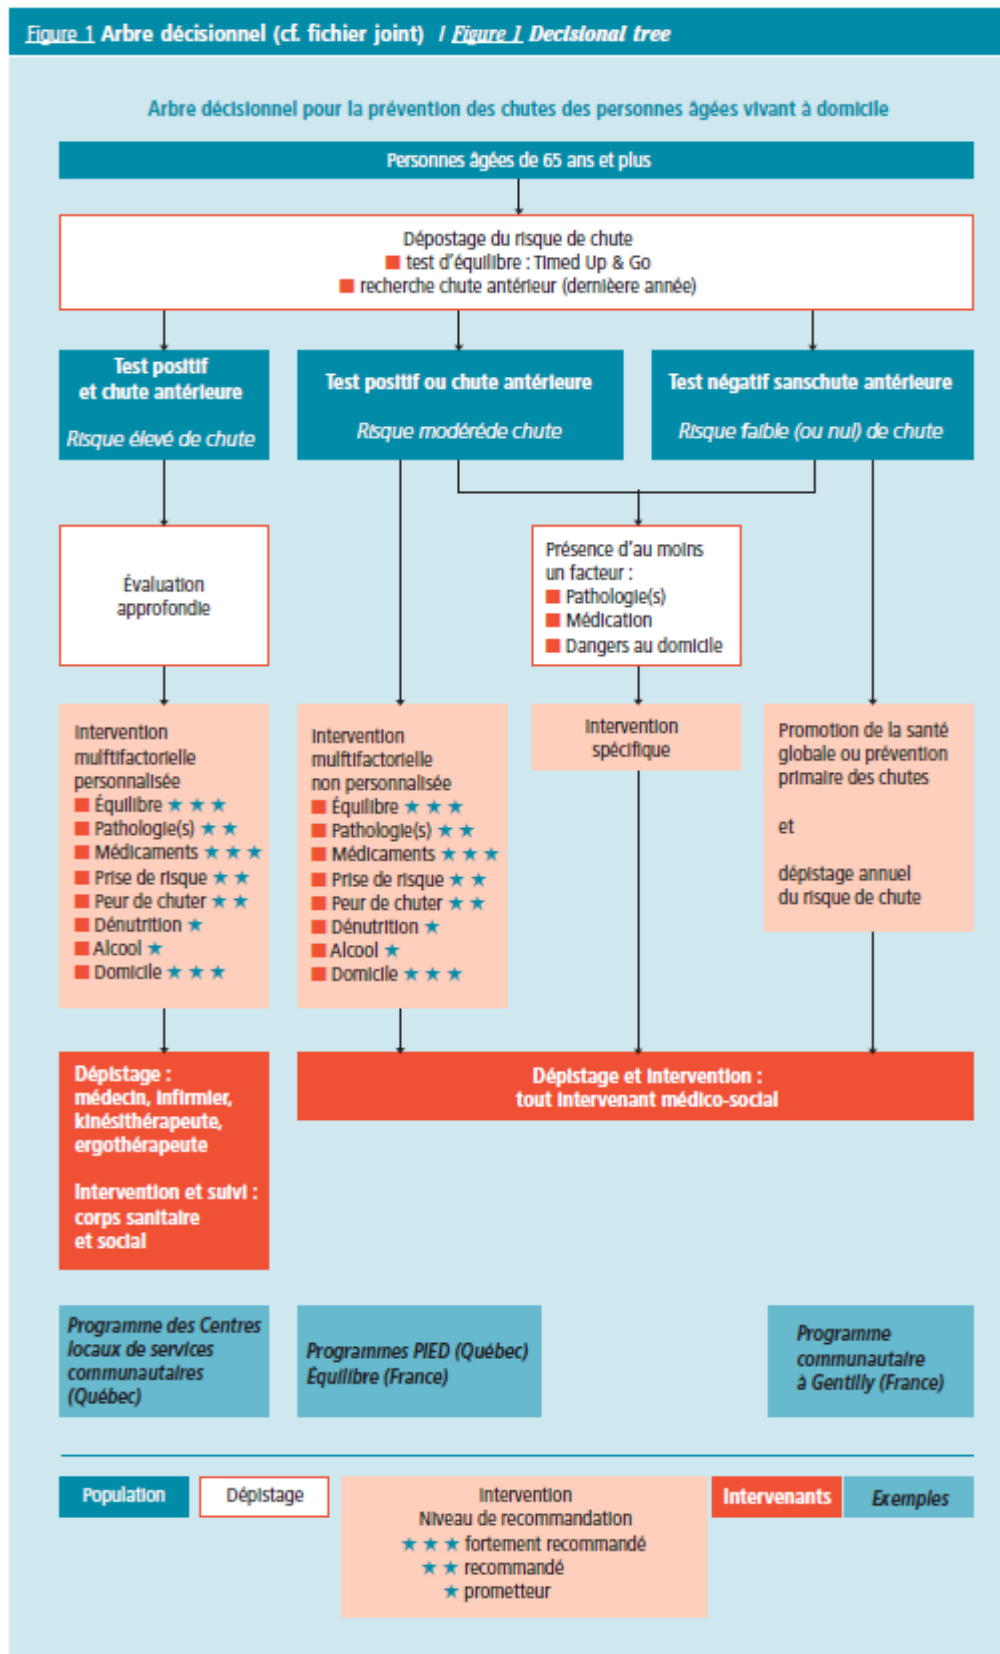 Figure 1 Arbre décisionnel (cf. fichier joint) / Figure 1 Decisional tree
Arbre décisionnel pour la prévention des chutes des personnes âgées vivant à domicile
Personnes âgées de 65 ans et plus
Dépostage du risque de chute
■ test d'équilibre : Timed Up & Go
■ recherche chute antérieur (dernièere année)
Test positif
et chute antérieure
Risque élevé de chute
Test positif ou chute antérieure
Risque modéréde chute
Test négatif sanschute antérieure
Risque faible (ou nul) de chute
Évaluation
approfondie
Présence d'au moins
un facteur :
■ Pathologie(s)
■ Médication
■ Dangers au domicile
Intervention
mulftifactorielle
personnalisée
■ Équilibre ★ ★ ★
■ Pathologie(s) ★ ★
■ Médicaments ★ ★ ★
■ Prise de risque ★ ★
■ Peur de chuter ★ ★
■ Dénutrition ★
■ Alcool ★
■ Domicile ★ ★ ★
Intervention
mulftifactorielle
non personnalisée
■ Équilibre ★ ★ ★
■ Pathologie(s) ★ ★
■ Médicaments ★ ★ ★
■ Prise de risque ★ ★
■ Peur de chuter ★ ★
■ Dénutrition ★
■ Alcool ★
■ Domicile ★ ★ ★
Intervention
spécifique
Promotion de la santé
globale ou prévention
primaire des chutes
et
dépistage annuel
du risque de chute
Dépistage :
médecin, infirmier,
kinésithérapeute,
ergothérapeute
Intervention et suivi :
corps sanitaire
et social
Dépistage et intervention :
tout intervenant médico-social
Programme des Centres
locaux de services
communautaires
(Québec)
Programmes PIED (Québec)
Équilibre (France)
Programme
communautaire
à Gentilly (France)
Population
Dépistage
Intervention
Niveau de recommandation
★ ★ ★ fortement recommandé
★ ★ recommandé
★ prometteur
Intervenants
Exemples